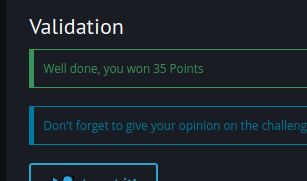 Validation
Well done, you won 35 Points
Don't forget to give your opinion on the challeng